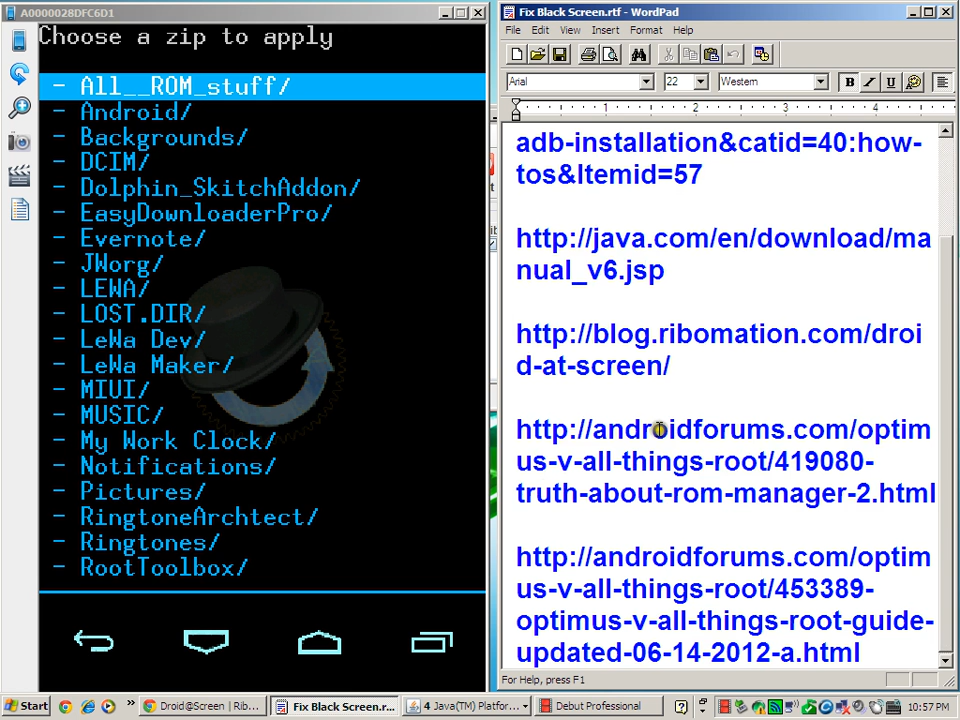 A0000028DFC6D1
Choose a zip to apply
- All__ROM_stuff/
- Android/
- Backgrounds/
- DCIM/
- Dolphin_SkitchAddon/
- EasyDownloaderPro/
- Evernote/
- JWorg/
- LEWA/
- LOST.DIR/
- LeWa Dev/
- LeWa Maker/
- MIUI/
- MUSIC/
- My Work Clock/
- Notifications/
- Pictures/
- RingtoneArchtect/
- Ringtones/
- RootToolbox/
Fix Black Screen.rtf - WordPad
File Edit View Insert Format Help
Arial 22 Western B I U
1 2 3 4
adb-installation&catid=40:how-
tos&Itemid=57
http://java.com/en/download/ma
nual_v6.jsp
http://blog.ribomation.com/droi
d-at-screen/
http://androidforums.com/optim
us-v-all-things-root/419080-
truth-about-rom-manager-2.html
http://androidforums.com/optim
us-v-all-things-root/453389-
optimus-v-all-things-root-guide-
updated-06-14-2012-a.html
For Help, press F1
Start » Droid@Screen | Rib... Fix Black Screen.r... 4 Java(TM) Platfor... Debut Professional 10:57 PM